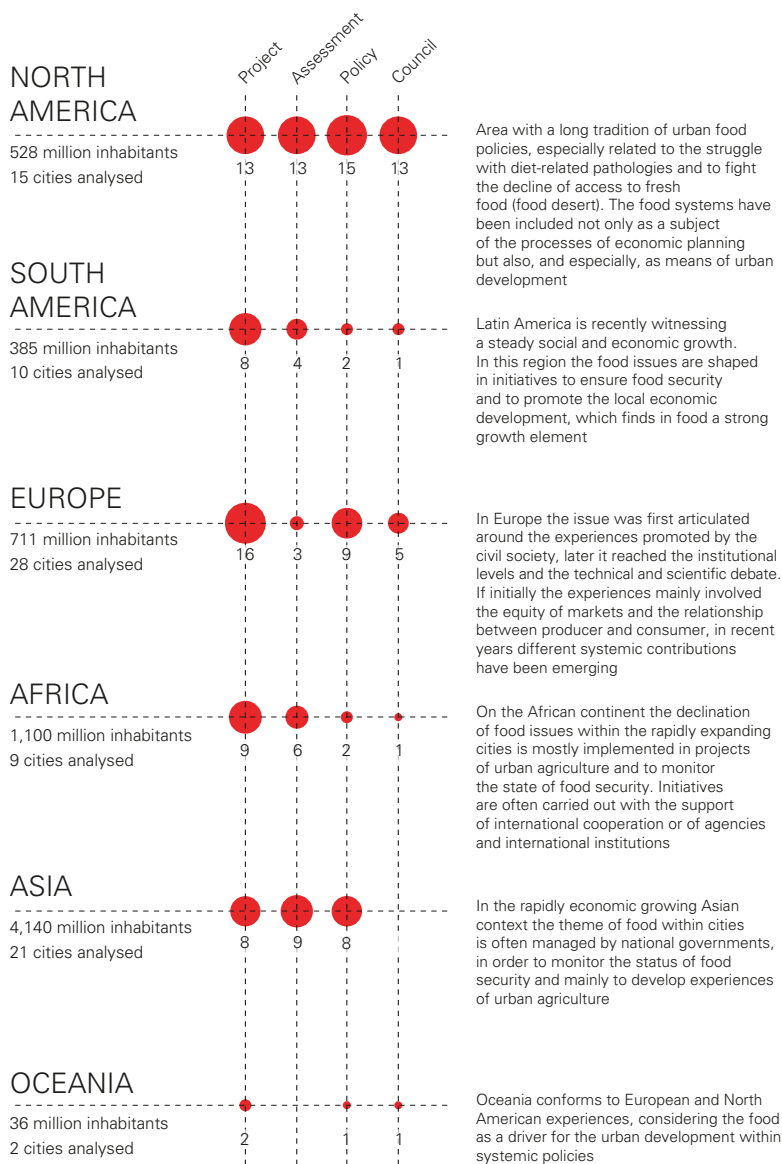 Project
Assessment
Policy
Council
NORTH
AMERICA
528 million inhabitants
15 cities analysed
13
13
15
13
Area with a long tradition of urban food
policies, especially related to the struggle
with diet-related pathologies and to fight
the decline of access to fresh
food (food desert). The food systems have
been included not only as a subject
of the processes of economic planning
but also, and especially, as means of urban
development
SOUTH
AMERICA
385 million inhabitants
10 cities analysed
8
4
2
1
Latin America is recently witnessing
a steady social and economic growth.
In this region the food issues are shaped
in initiatives to ensure food security
and to promote the local economic
development, which finds in food a strong
growth element
EUROPE
711 million inhabitants
28 cities analysed
16
3
9
5
In Europe the issue was first articulated
around the experiences promoted by the
civil society, later it reached the institutional
levels and the technical and scientific debate.
If initially the experiences mainly involved
the equity of markets and the relationship
between producer and consumer, in recent
years different systemic contributions
have been emerging
AFRICA
1,100 million inhabitants
9 cities analysed
9
6
2
1
On the African continent the declination
of food issues within the rapidly expanding
cities is mostly implemented in projects
of urban agriculture and to monitor
the state of food security. Initiatives
are often carried out with the support
of international cooperation or of agencies
and international institutions
ASIA
4,140 million inhabitants
21 cities analysed
8
9
8
In the rapidly economic growing Asian
context the theme of food within cities
is often managed by national governments,
in order to monitor the status of food
security and mainly to develop experiences
of urban agriculture
OCEANIA
36 million inhabitants
2 cities analysed
2
1
1
Oceania conforms to European and North
American experiences, considering the food
as a driver for the urban development within
systemic policies